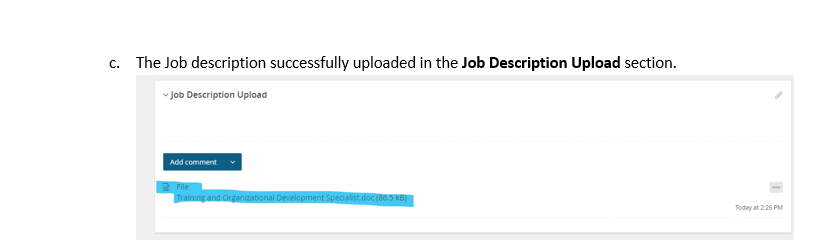 c. The Job description successfully uploaded in the Job Description Upload section.
Job Description Upload
Add comment
File
Training and Organizational Development Specialist.doc (86.5 kB)
Today at 2:26 PM